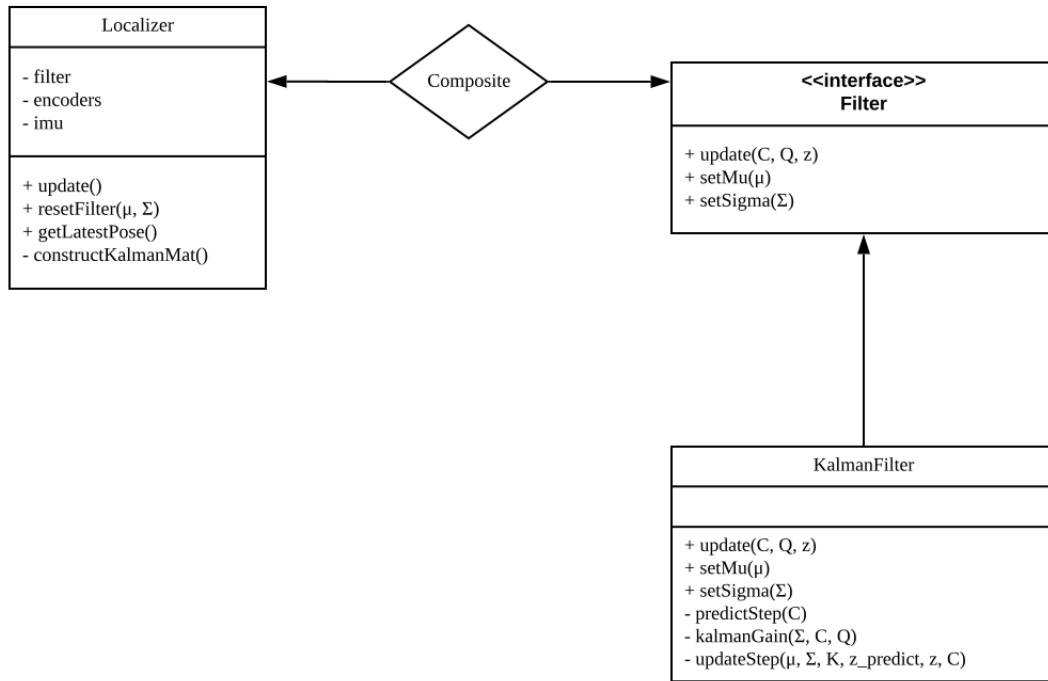 Localizer
- filter
- encoders
- imu
+ update()
+ resetFilter(μ, Σ)
+ getLatestPose()
- constructKalmanMat()
Composite
<<interface>>
Filter
+ update(C, Q, z)
+ setMu(μ)
+ setSigma(Σ)
KalmanFilter
+ update(C, Q, z)
+ setMu(μ)
+ setSigma(Σ)
- predictStep(C)
- kalmanGain(Σ, C, Q)
- updateStep(μ, Σ, K, z_predict, z, C)